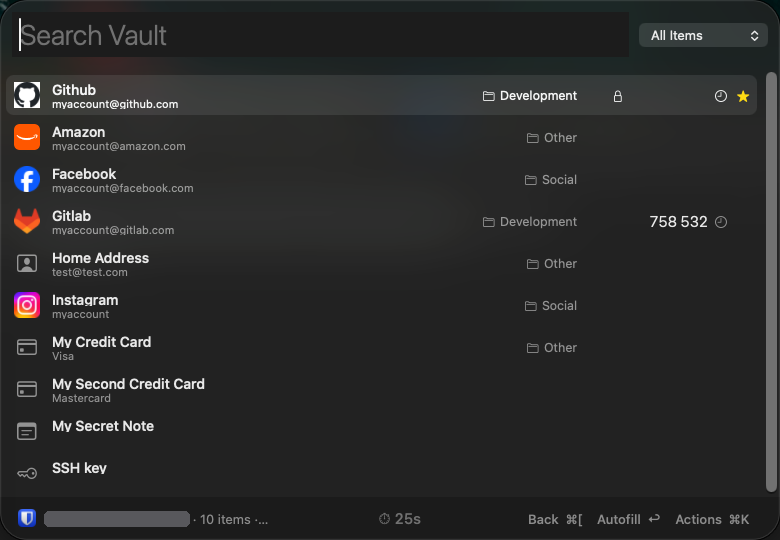 Search Vault
All Items
Github
myaccount@github.com
Development
Amazon
myaccount@amazon.com
Other
Facebook
myaccount@facebook.com
Social
Gitlab
myaccount@gitlab.com
Development
758 532
Home Address
test@test.com
Other
Instagram
myaccount
Social
My Credit Card
Visa
Other
My Second Credit Card
Mastercard
My Secret Note
SSH key
· 10 items ·...
25s
Back ⌘[
Autofill ↩
Actions ⌘K